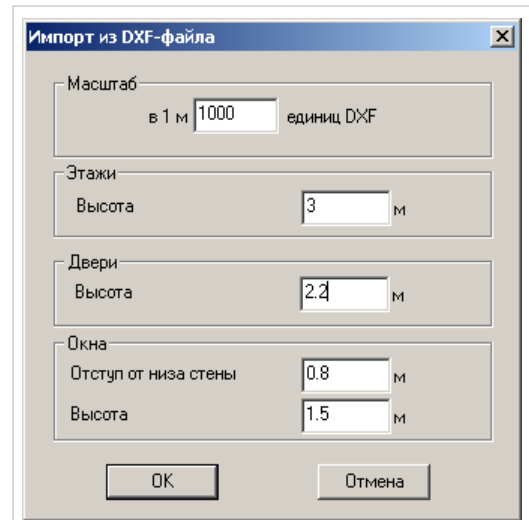 Импорт из DXF-файла
Масштаб
в 1 м 1000 единиц DXF
Этажи
Высота 3 м
Двери
Высота 2.2 м
Окна
Отступ от низа стены 0.8 м
Высота 1.5 м
OK Отмена